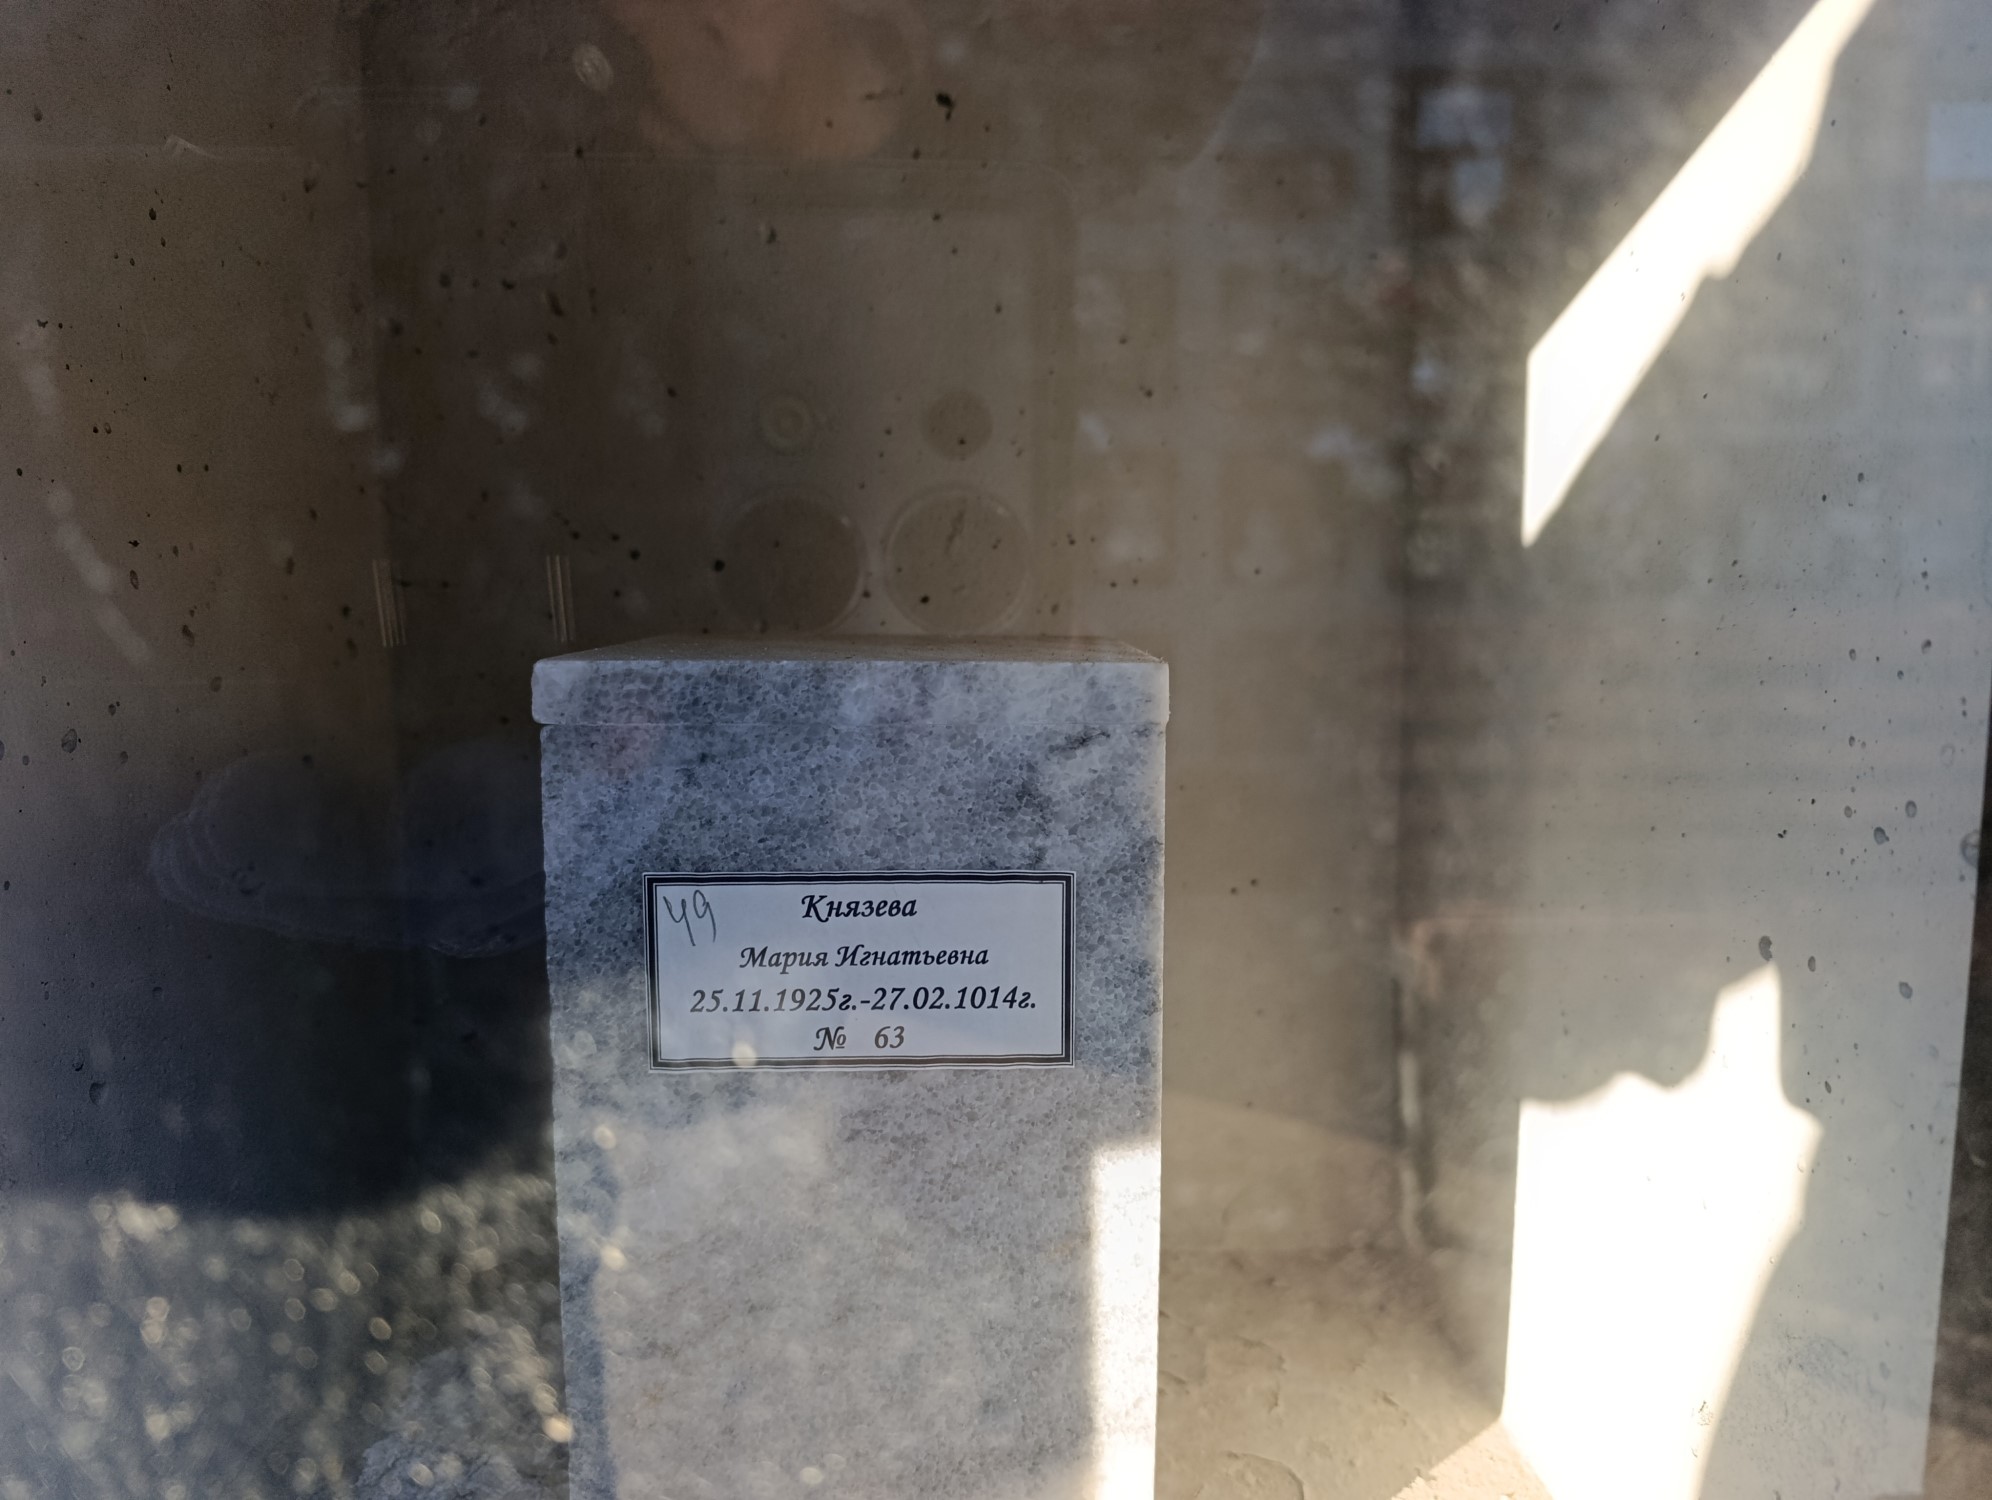 49
Князева
Мария Игнатьевна
25.11.1925г.-27.02.1014г.
№ 63